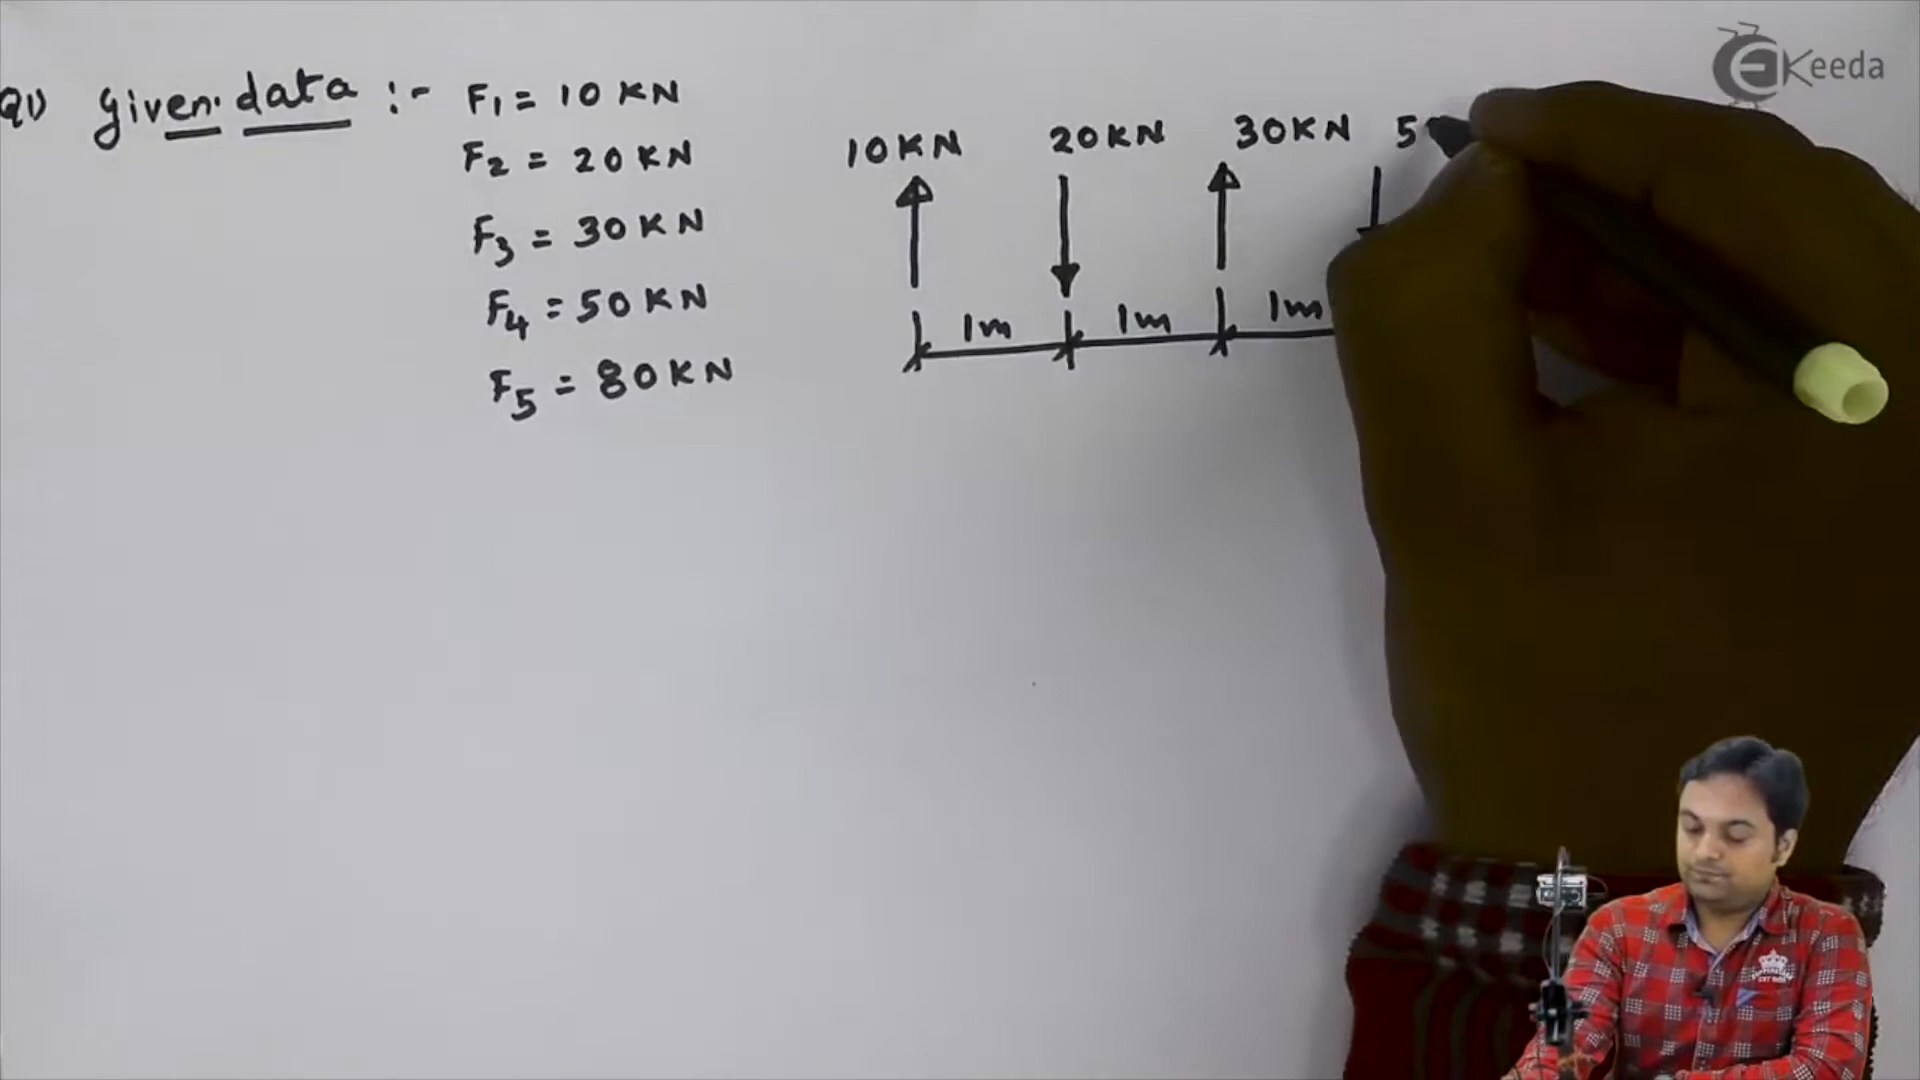 Q1) Given data :- F1 = 10 KN
F2 = 20 KN
F3 = 30 KN
F4 = 50 KN
F5 = 80 KN
10KN 20KN 30KN
1m 1m 1m
EKeeda